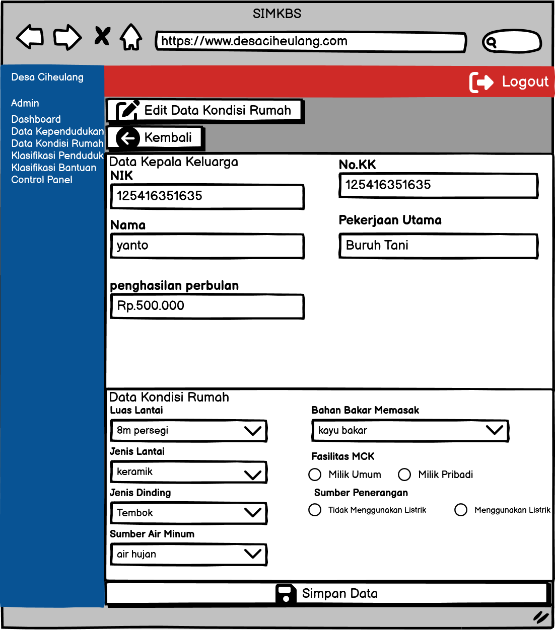 SIMKBS
https://www.desaciheulang.com
Desa Ciheulang
Logout
Admin
Dashboard
Data Kependudukan
Data Kondisi Rumah
Klasifikasi Penduduk
Klasifikasi Bantuan
Control Panel
Edit Data Kondisi Rumah
Kembali
Data Kepala Keluarga
NIK
125416351635
No.KK
125416351635
Nama
yanto
Pekerjaan Utama
Buruh Tani
penghasilan perbulan
Rp.500.000
Data Kondisi Rumah
Luas Lantai
8m persegi
Bahan Bakar Memasak
kayu bakar
Jenis Lantai
keramik
Fasilitas MCK
Milik Umum Milik Pribadi
Jenis Dinding
Tembok
Sumber Penerangan
Tidak Menggunakan Listrik Menggunakan Listrik
Sumber Air Minum
air hujan
Simpan Data